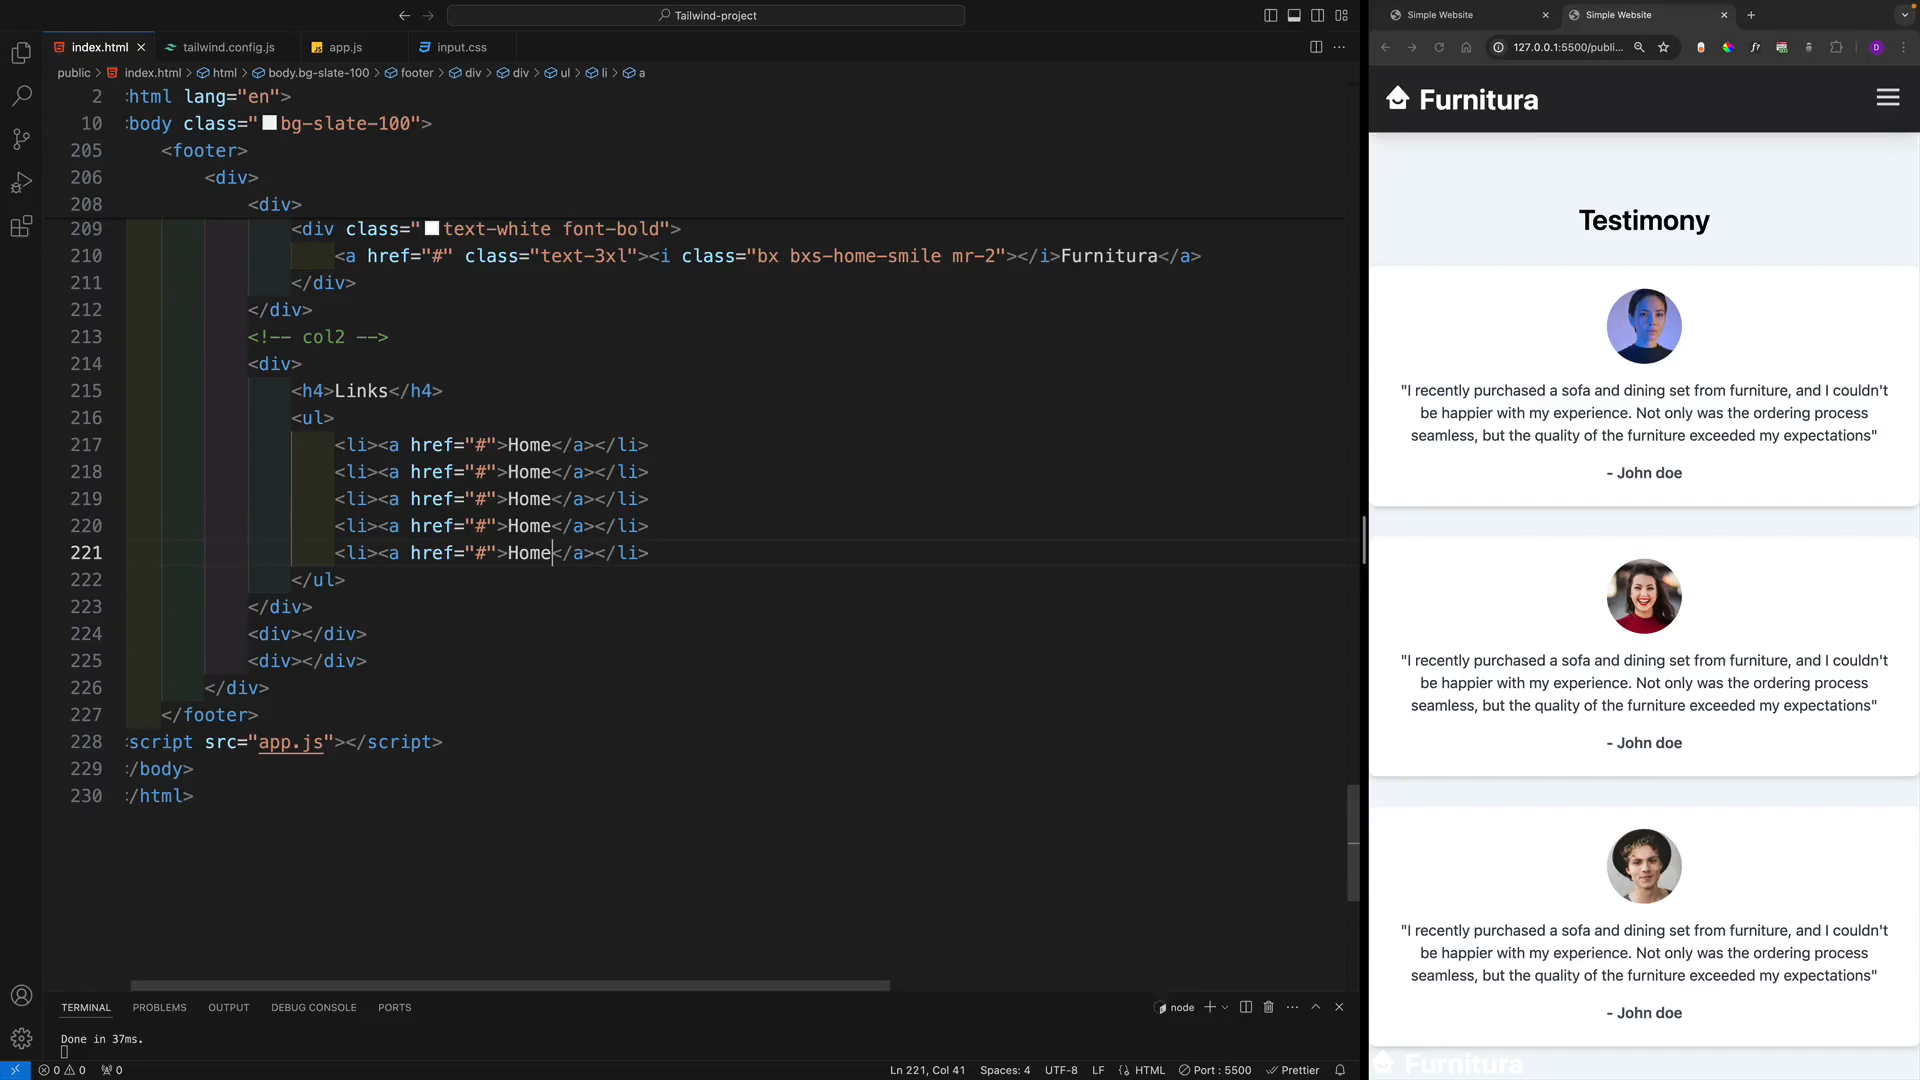 Tailwind-project
index.html
tailwind.config.js
app.js
input.css
public > index.html > html > body.bg-slate-100 > footer > div > div > ul > li > a
2 html lang="en">
10 body class="bg-slate-100">
205 <footer>
206 <div>
208 <div>
209 <div class="text-white font-bold">
210 <a href="#" class="text-3xl"><i class="bx bxs-home-smile mr-2"></i>Furnitura</a>
211 </div>
212 </div>
213 <!-- col2 -->
214 <div>
215 <h4>Links</h4>
216 <ul>
217 <li><a href="#">Home</a></li>
218 <li><a href="#">Home</a></li>
219 <li><a href="#">Home</a></li>
220 <li><a href="#">Home</a></li>
221 <li><a href="#">Home</a></li>
222 </ul>
223 </div>
224 <div></div>
225 <div></div>
226 </div>
227 </footer>
228 script src="app.js"></script>
229 /body>
230 /html>
TERMINAL
PROBLEMS
OUTPUT
DEBUG CONSOLE
PORTS
node
Done in 37ms.
0 0 0
Ln 221, Col 41
Spaces: 4
UTF-8
LF
HTML
Port : 5500
Prettier
Simple Website
Simple Website
127.0.0.1:5500/publi...
D
Furnitura
Testimony
"I recently purchased a sofa and dining set from furniture, and I couldn't
be happier with my experience. Not only was the ordering process
seamless, but the quality of the furniture exceeded my expectations"
- John doe
"I recently purchased a sofa and dining set from furniture, and I couldn't
be happier with my experience. Not only was the ordering process
seamless, but the quality of the furniture exceeded my expectations"
- John doe
"I recently purchased a sofa and dining set from furniture, and I couldn't
be happier with my experience. Not only was the ordering process
seamless, but the quality of the furniture exceeded my expectations"
- John doe
Furnitura